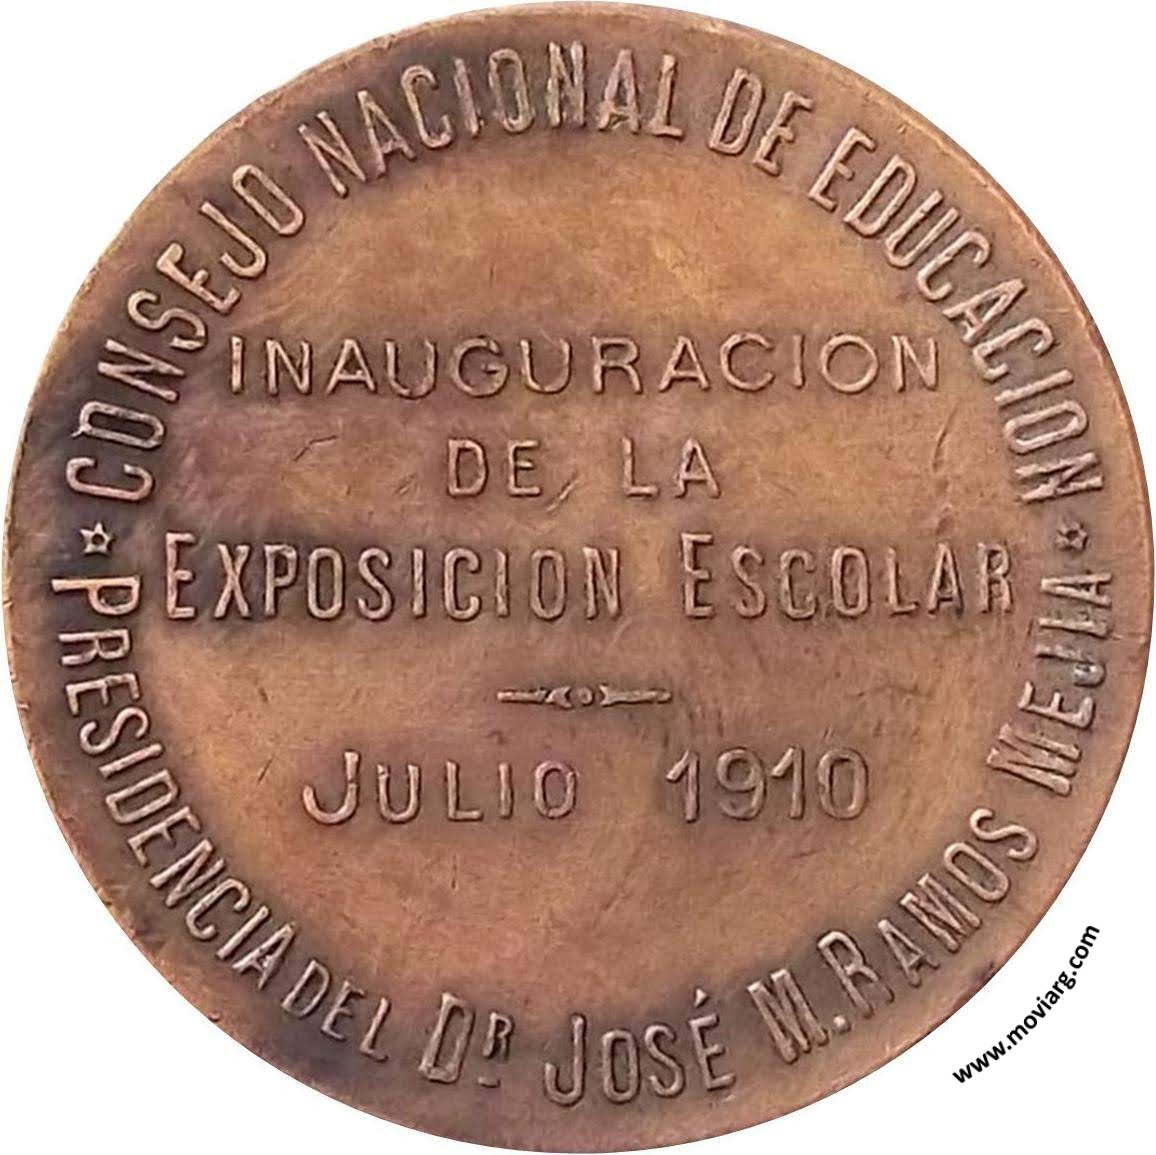 CONSEJO NACIONAL DE EDUCACION
INAUGURACION
DE LA
EXPOSICION ESCOLAR
JULIO 1910
PRESIDENCIA DEL DR JOSÉ M. RAMOS MEJIA
www.moviarg.com